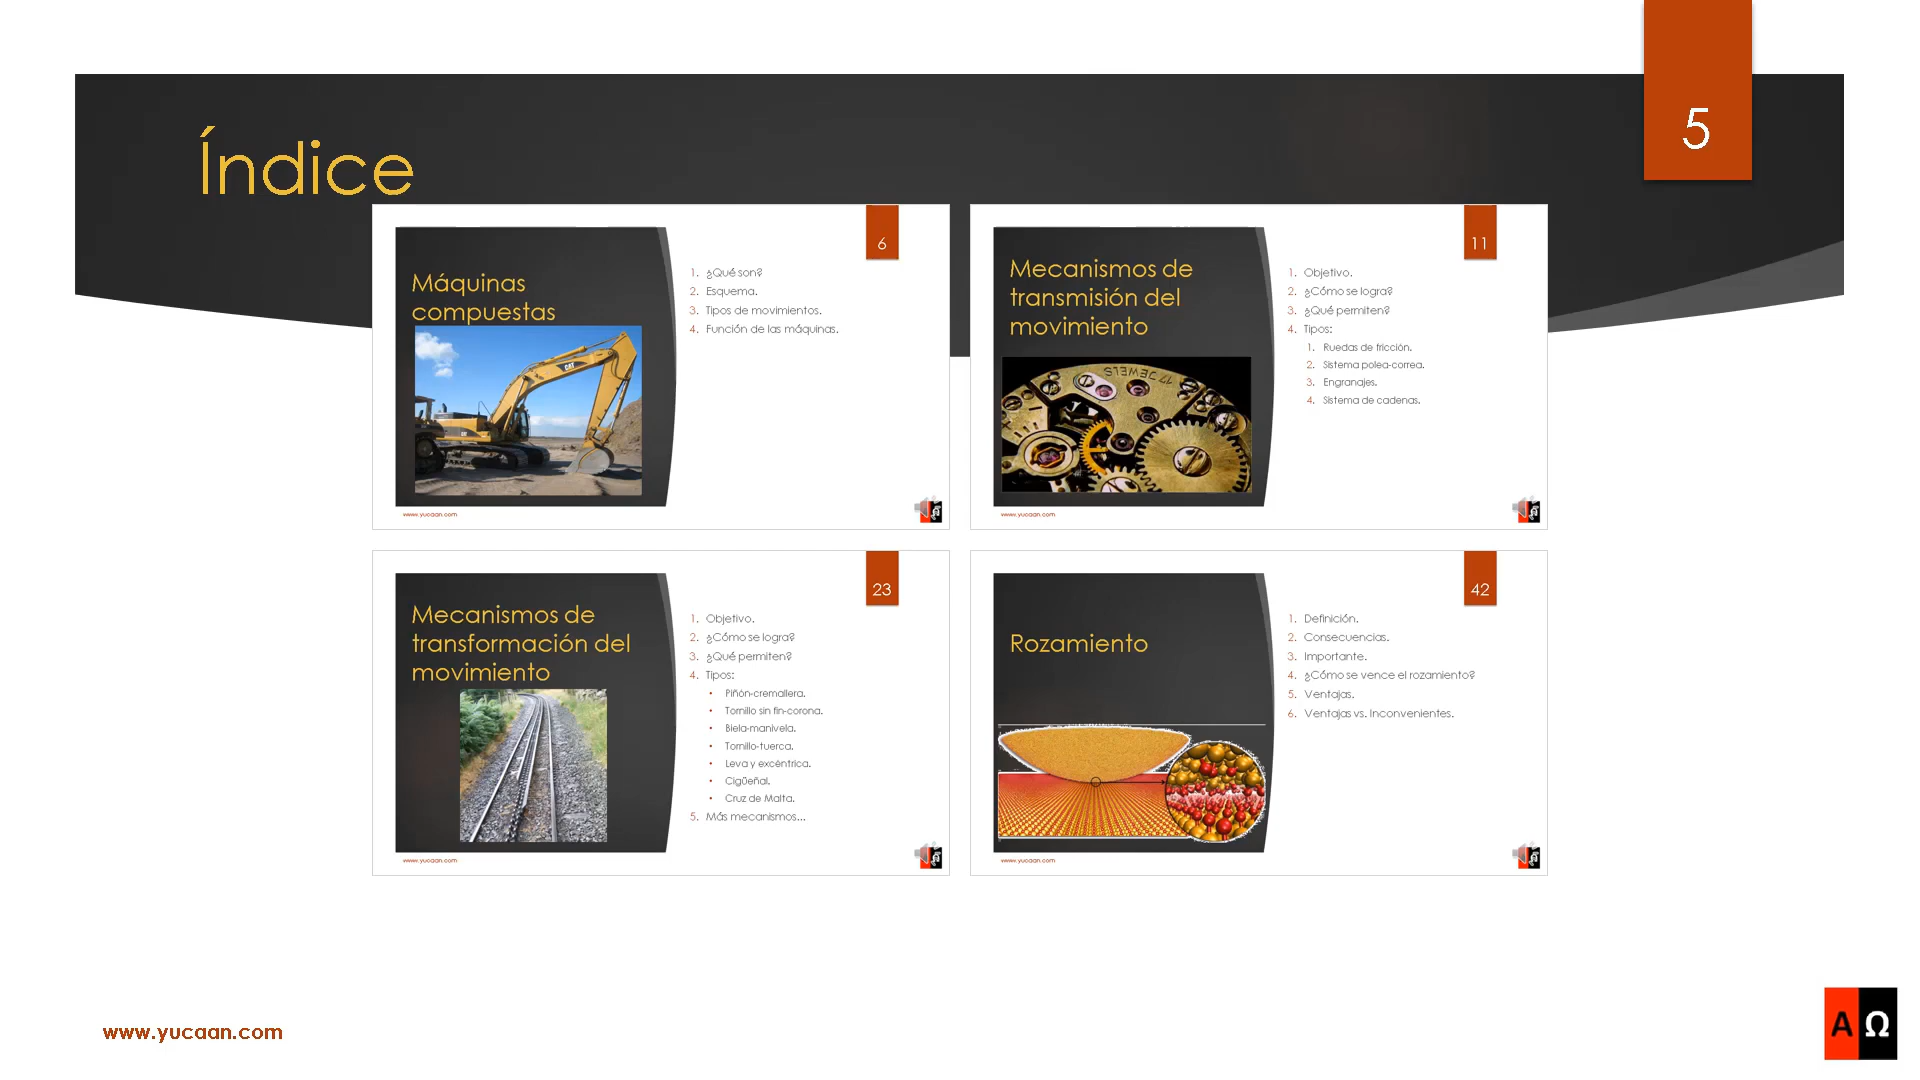 5
Índice
6
Máquinas
compuestas
CAT
1. ¿Qué son?
2. Esquema.
3. Tipos de movimientos.
4. Función de las máquinas.
www.yucaan.com
11
Mecanismos de
transmisión del
movimiento
17 JEWELS
1. Objetivo.
2. ¿Cómo se logra?
3. ¿Qué permiten?
4. Tipos:
1. Ruedas de fricción.
2. Sistema polea-correa.
3. Engranajes.
4. Sistema de cadenas.
www.yucaan.com
23
Mecanismos de
transformación del
movimiento
1. Objetivo.
2. ¿Cómo se logra?
3. ¿Qué permiten?
4. Tipos:
• Piñón-cremallera.
• Tornillo sin fin-corona.
• Biela-manivela.
• Tornillo-tuerca.
• Leva y excéntrica.
• Cigüeñal.
• Cruz de Malta.
5. Más mecanismos...
www.yucaan.com
42
Rozamiento
1. Definición.
2. Consecuencias.
3. Importante.
4. ¿Cómo se vence el rozamiento?
5. Ventajas.
6. Ventajas vs. Inconvenientes.
www.yucaan.com
www.yucaan.com
A Ω